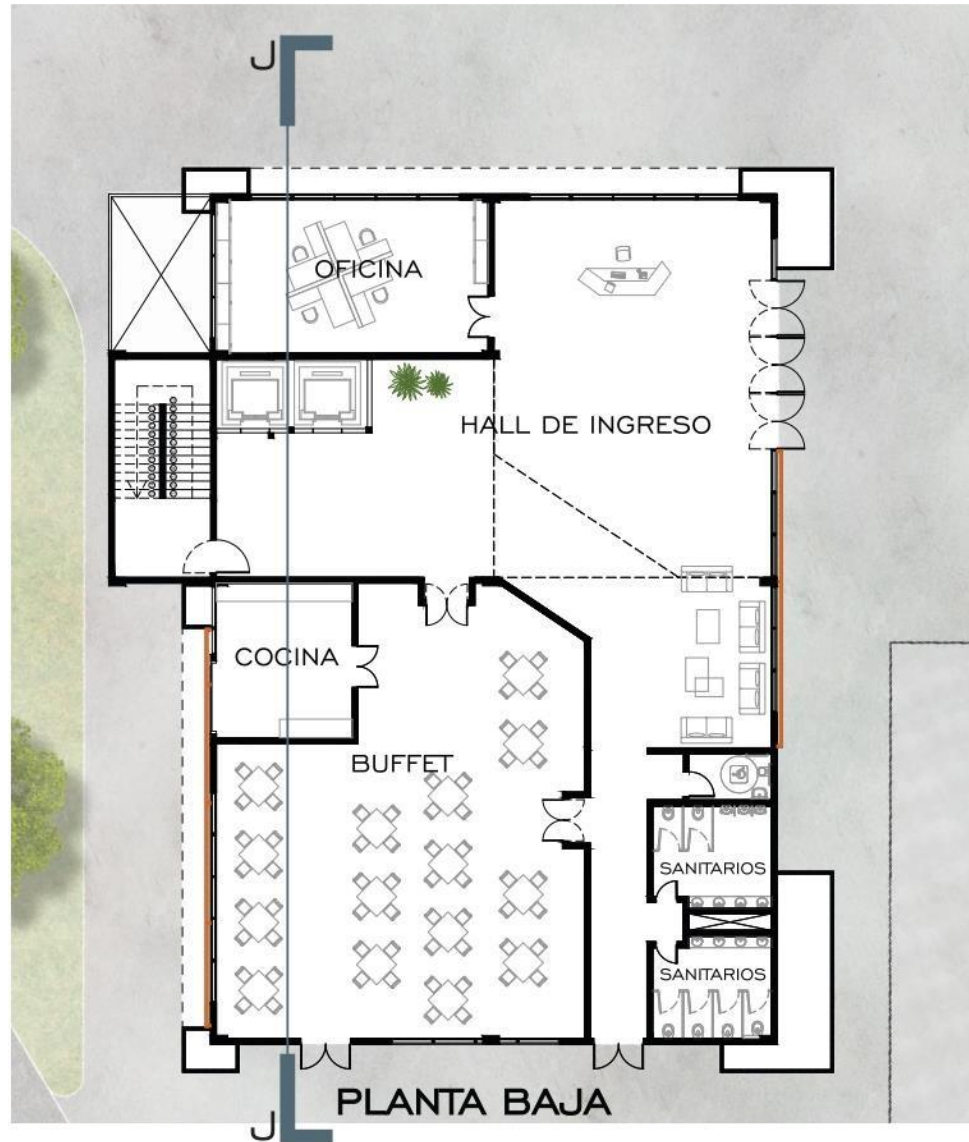 J
OFICINA
HALL DE INGRESO
COCINA
BUFFET
SANITARIOS
SANITARIOS
PLANTA BAJA
J